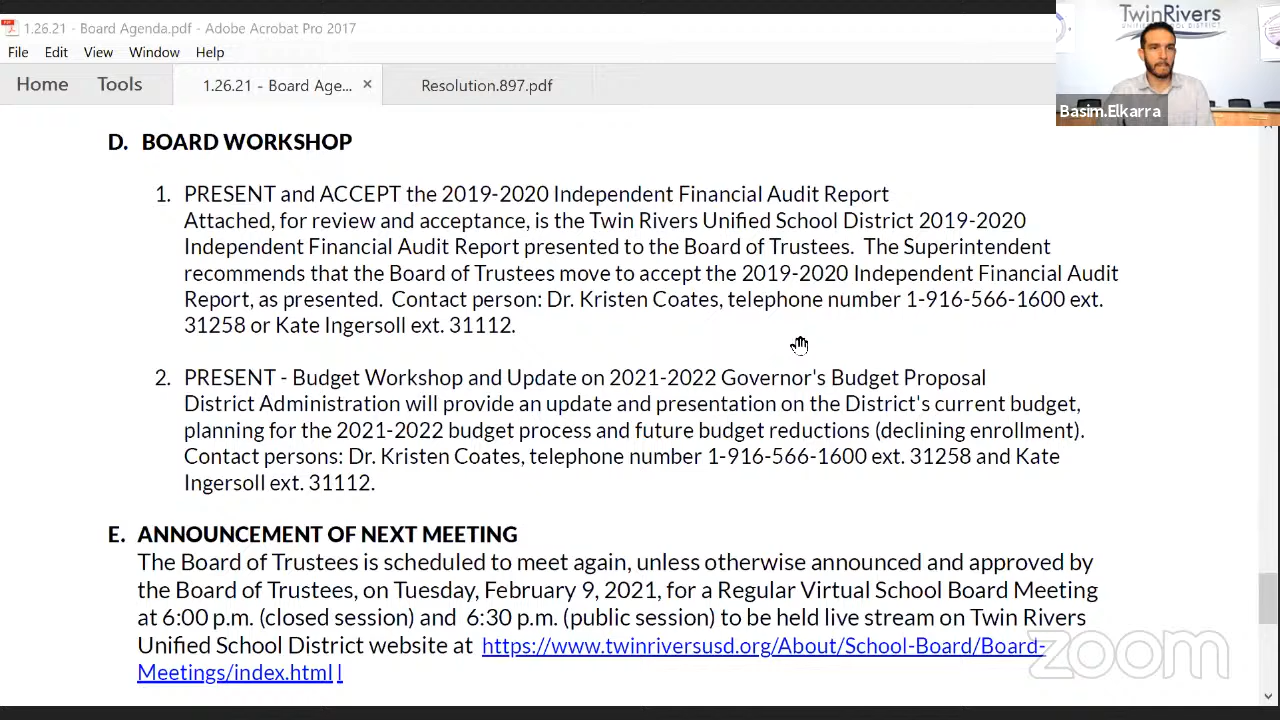 1.26.21 - Board Agenda.pdf - Adobe Acrobat Pro 2017
File Edit View Window Help
Home Tools 1.26.21 - Board Age... × Resolution.897.pdf
TwinRivers
UNIFIED SCHOOL DISTRICT
Basim.Elkarra
D. BOARD WORKSHOP
1. PRESENT and ACCEPT the 2019-2020 Independent Financial Audit Report
Attached, for review and acceptance, is the Twin Rivers Unified School District 2019-2020
Independent Financial Audit Report presented to the Board of Trustees. The Superintendent
recommends that the Board of Trustees move to accept the 2019-2020 Independent Financial Audit
Report, as presented. Contact person: Dr. Kristen Coates, telephone number 1-916-566-1600 ext.
31258 or Kate Ingersoll ext. 31112.
2. PRESENT - Budget Workshop and Update on 2021-2022 Governor's Budget Proposal
District Administration will provide an update and presentation on the District's current budget,
planning for the 2021-2022 budget process and future budget reductions (declining enrollment).
Contact persons: Dr. Kristen Coates, telephone number 1-916-566-1600 ext. 31258 and Kate
Ingersoll ext. 31112.
E. ANNOUNCEMENT OF NEXT MEETING
The Board of Trustees is scheduled to meet again, unless otherwise announced and approved by
the Board of Trustees, on Tuesday, February 9, 2021, for a Regular Virtual School Board Meeting
at 6:00 p.m. (closed session) and 6:30 p.m. (public session) to be held live stream on Twin Rivers
Unified School District website at https://www.twinriversusd.org/About/School-Board/Board-
Meetings/index.html l
zoom